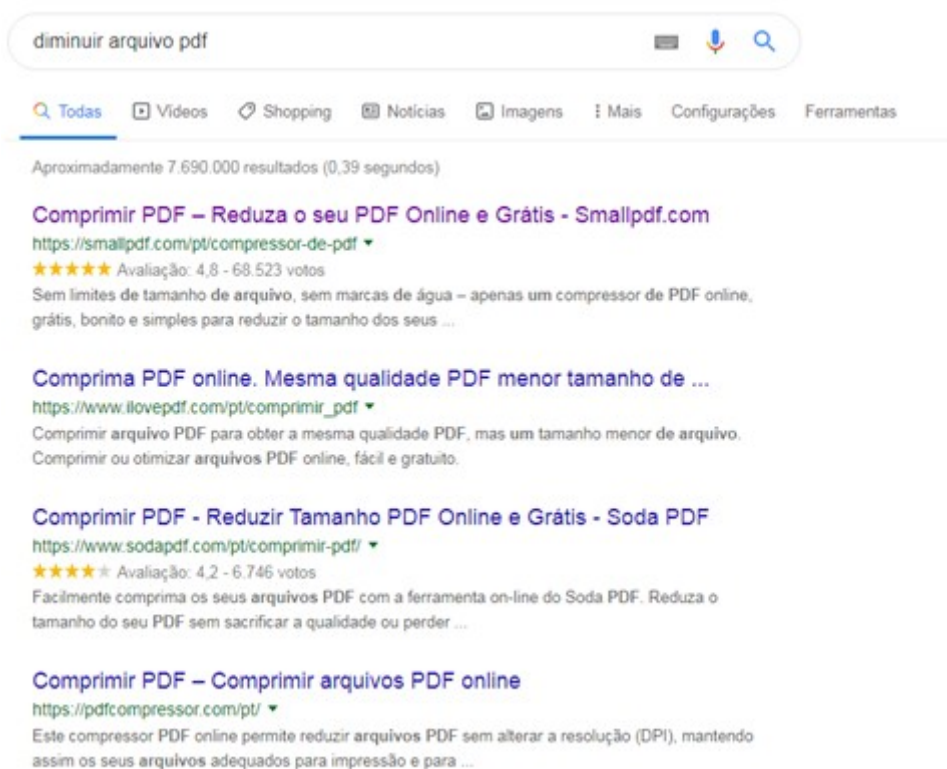 diminuir arquivo pdf
Todas Vídeos Shopping Notícias Imagens Mais Configurações Ferramentas
Aproximadamente 7.690.000 resultados (0,39 segundos)
Comprimir PDF – Reduza o seu PDF Online e Grátis - Smallpdf.com
https://smallpdf.com/pt/compressor-de-pdf
Avaliação: 4,8 - 68.523 votos
Sem limites de tamanho de arquivo, sem marcas de água – apenas um compressor de PDF online,
grátis, bonito e simples para reduzir o tamanho dos seus ...
Comprima PDF online. Mesma qualidade PDF menor tamanho de ...
https://www.ilovepdf.com/pt/comprimir_pdf
Comprimir arquivo PDF para obter a mesma qualidade PDF, mas um tamanho menor de arquivo.
Comprimir ou otimizar arquivos PDF online, fácil e gratuito.
Comprimir PDF - Reduzir Tamanho PDF Online e Grátis - Soda PDF
https://www.sodapdf.com/pt/comprimir-pdf/
Avaliação: 4,2 - 6.746 votos
Facilmente comprima os seus arquivos PDF com a ferramenta on-line do Soda PDF. Reduza o
tamanho do seu PDF sem sacrificar a qualidade ou perder ...
Comprimir PDF – Comprimir arquivos PDF online
https://pdfcompressor.com/pt/
Este compressor PDF online permite reduzir arquivos PDF sem alterar a resolução (DPI), mantendo
assim os seus arquivos adequados para impressão e para ...